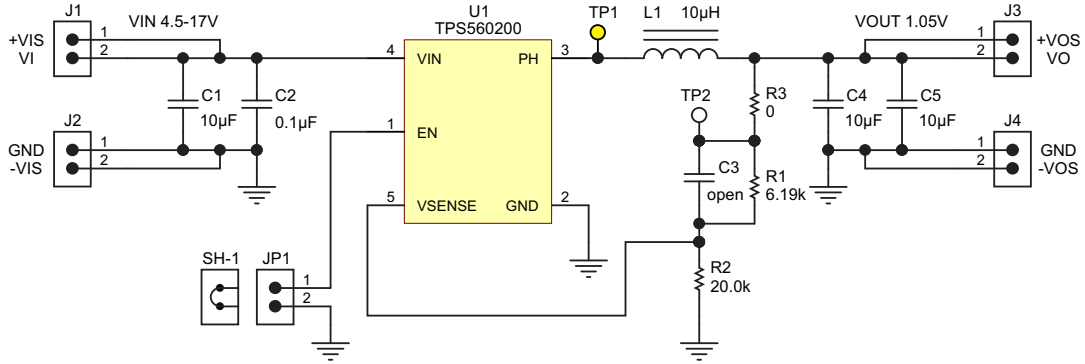 J1
VIN 4.5-17V
+VIS 1
VI 2
C1
10µF
C2
0.1µF
J2
GND 1
-VIS 2
U1
TPS560200
4 VIN
PH 3
1 EN
5 VSENSE
GND 2
SH-1
JP1
1
2
TP1
L1 10µH
TP2
R3
0
C3
open
R1
6.19k
R2
20.0k
VOUT 1.05V
C4
10µF
C5
10µF
J3
1 +VOS
2 VO
J4
1 GND
2 -VOS